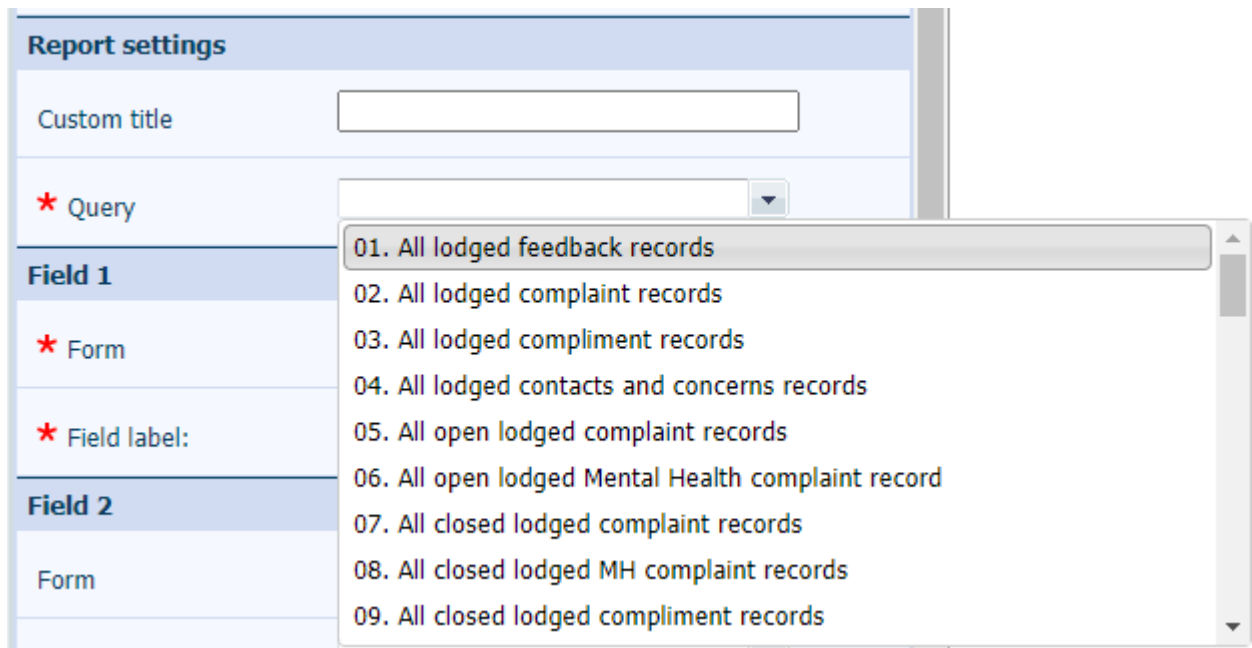 Report settings
Custom title
* Query
01. All lodged feedback records
02. All lodged complaint records
03. All lodged compliment records
04. All lodged contacts and concerns records
05. All open lodged complaint records
06. All open lodged Mental Health complaint record
07. All closed lodged complaint records
08. All closed lodged MH complaint records
09. All closed lodged compliment records
Field 1
* Form
* Field label:
Field 2
Form